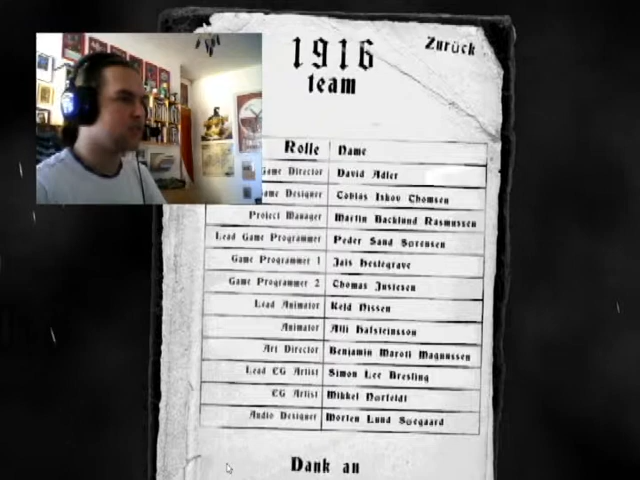 1916
team
Zurück
Rolle Name
Game Director David Adler
Game Designer Tobias Iskov Thomsen
Project Manager Martin Backlund Rasmussen
Lead Game Programmer Peder Sand Sørensen
Game Programmer 1 Jais Heslegrave
Game Programmer 2 Thomas Justesen
Lead Animator Keld Nissen
Animator Alli Hafsteinsson
Art Director Benjamin Maroti Magnussen
Lead CG Artist Simon Lee Bresling
CG Artist Mikkel Norfeldt
Audio Designer Morten Lund Søegaard
Dank an